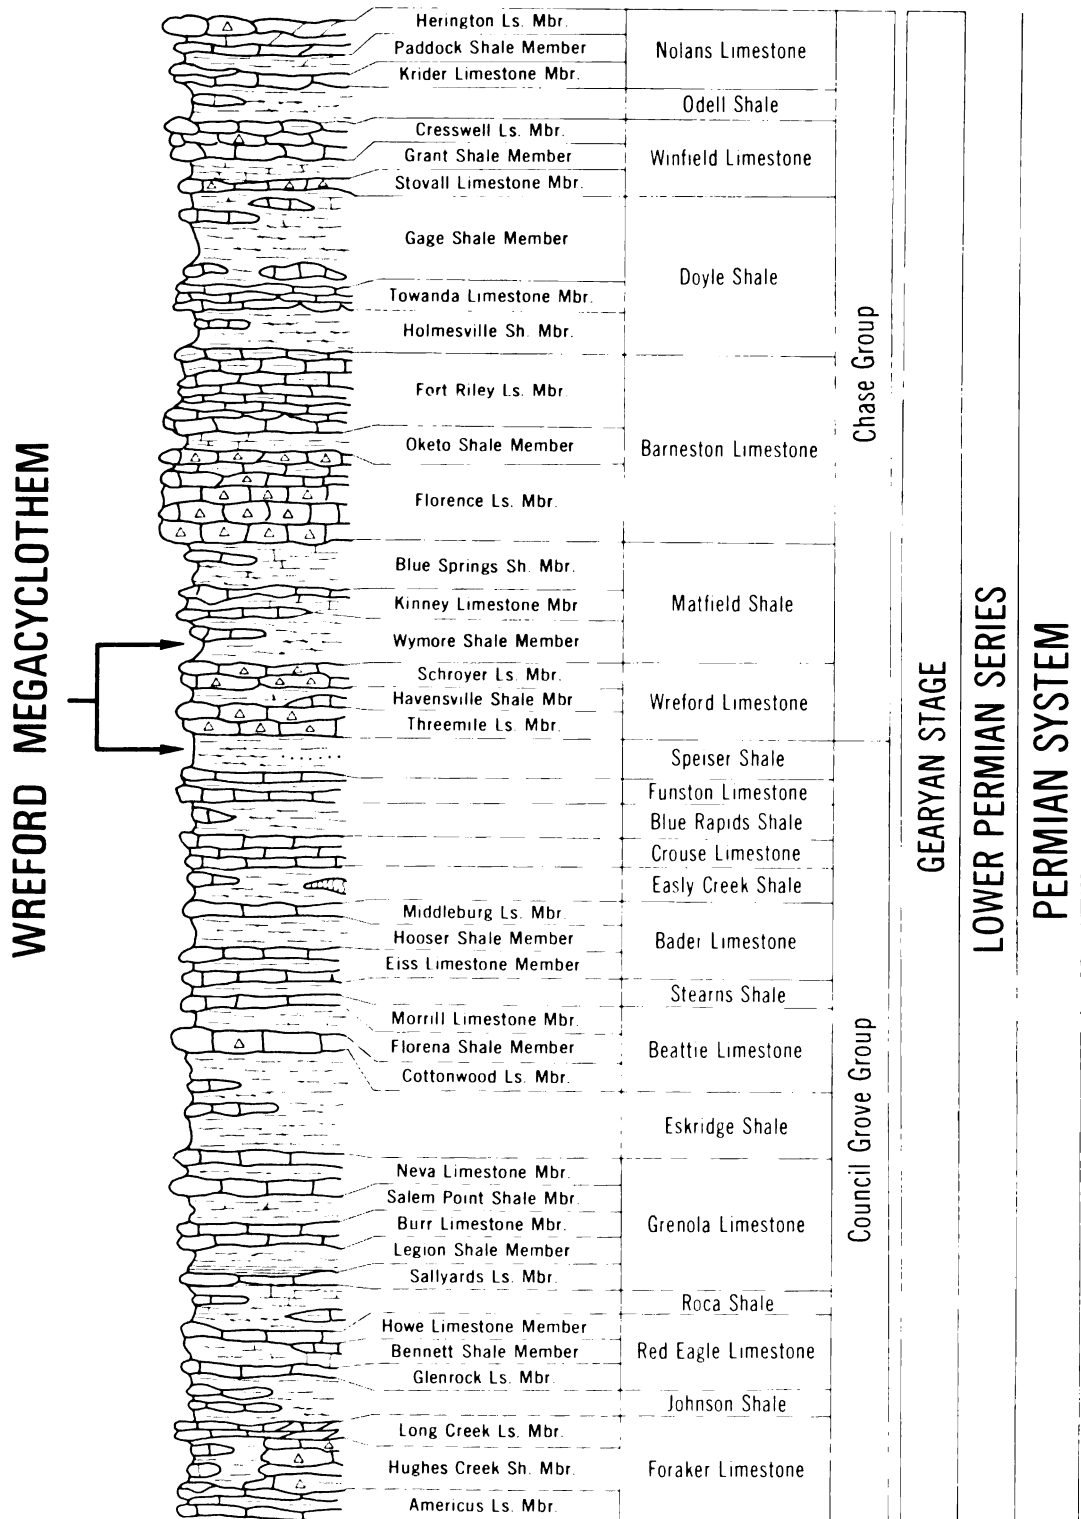 WREFORD MEGACYCLOTHEM
Herington Ls. Mbr.
Paddock Shale Member
Krider Limestone Mbr.
Nolans Limestone
Odell Shale
Cresswell Ls. Mbr.
Grant Shale Member
Stovall Limestone Mbr.
Winfield Limestone
Gage Shale Member
Towanda Limestone Mbr.
Holmesville Sh. Mbr.
Doyle Shale
Fort Riley Ls. Mbr.
Oketo Shale Member
Florence Ls. Mbr.
Barneston Limestone
Blue Springs Sh. Mbr.
Kinney Limestone Mbr
Wymore Shale Member
Matfield Shale
Schroyer Ls. Mbr.
Havensville Shale Mbr
Threemile Ls. Mbr.
Wreford Limestone
Speiser Shale
Funston Limestone
Blue Rapids Shale
Crouse Limestone
Easly Creek Shale
Middleburg Ls. Mbr.
Hooser Shale Member
Eiss Limestone Member
Bader Limestone
Stearns Shale
Morrill Limestone Mbr.
Florena Shale Member
Cottonwood Ls. Mbr.
Beattie Limestone
Eskridge Shale
Neva Limestone Mbr.
Salem Point Shale Mbr.
Burr Limestone Mbr.
Legion Shale Member
Sallyards Ls. Mbr.
Grenola Limestone
Roca Shale
Howe Limestone Member
Bennett Shale Member
Glenrock Ls. Mbr.
Red Eagle Limestone
Johnson Shale
Long Creek Ls. Mbr.
Hughes Creek Sh. Mbr.
Americus Ls. Mbr.
Foraker Limestone
Chase Group
Council Grove Group
GEARYAN STAGE
LOWER PERMIAN SERIES
PERMIAN SYSTEM